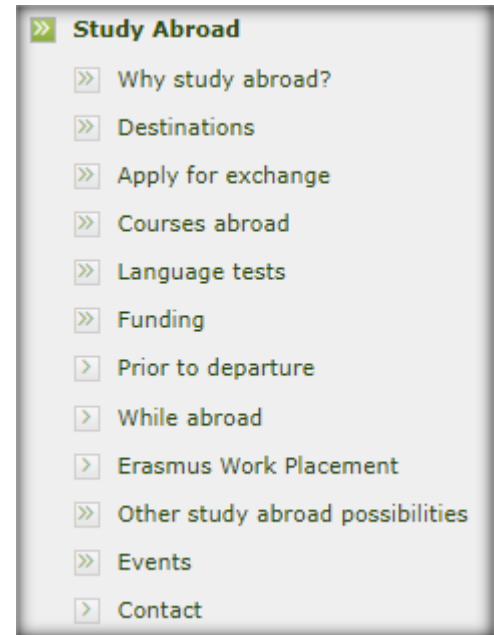 Study Abroad
Why study abroad?
Destinations
Apply for exchange
Courses abroad
Language tests
Funding
Prior to departure
While abroad
Erasmus Work Placement
Other study abroad possibilities
Events
Contact